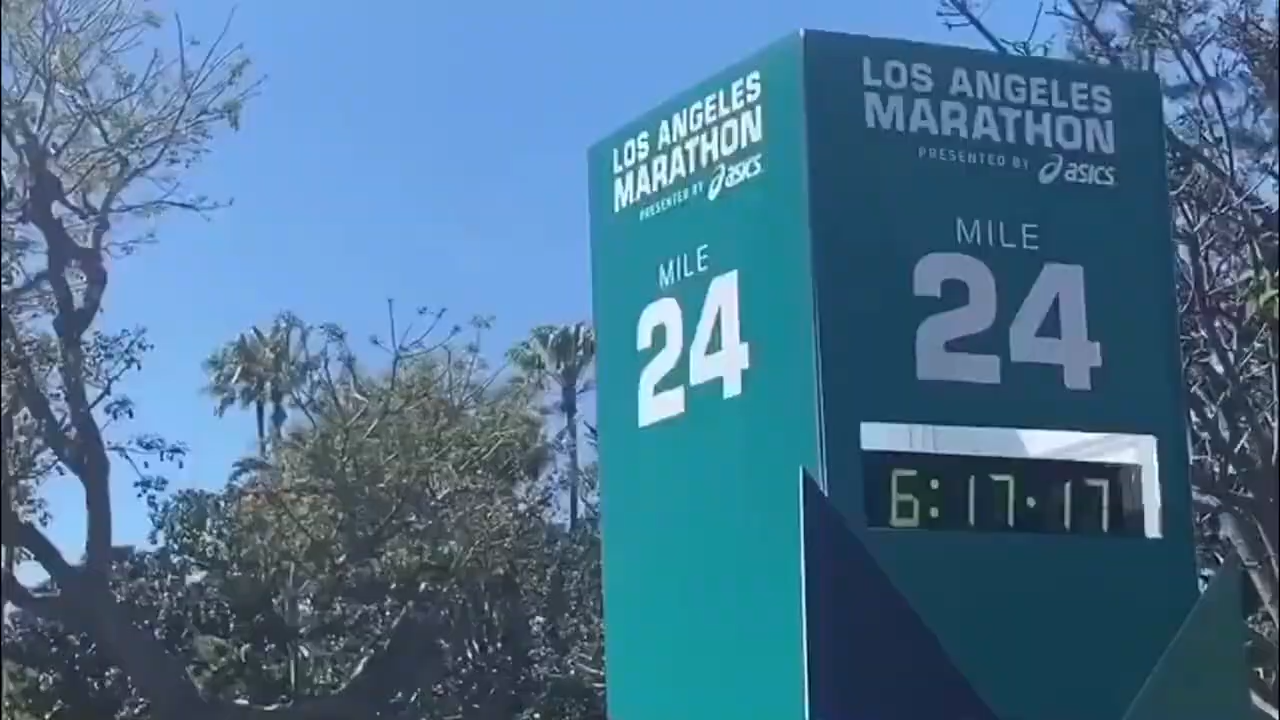 LOS ANGELES
MARATHON
PRESENTED BY asics
MILE
24
LOS ANGELES
MARATHON
PRESENTED BY asics
MILE
24
6:17:17